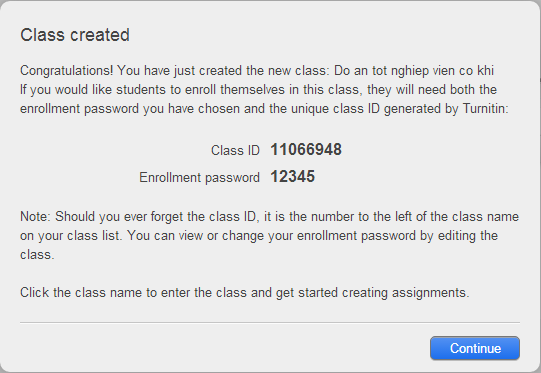 Class created
Congratulations! You have just created the new class: Do an tot nghiep vien co khi
If you would like students to enroll themselves in this class, they will need both the
enrollment password you have chosen and the unique class ID generated by Turnitin:
Class ID 11066948
Enrollment password 12345
Note: Should you ever forget the class ID, it is the number to the left of the class name
on your class list. You can view or change your enrollment password by editing the
class.
Click the class name to enter the class and get started creating assignments.
Continue